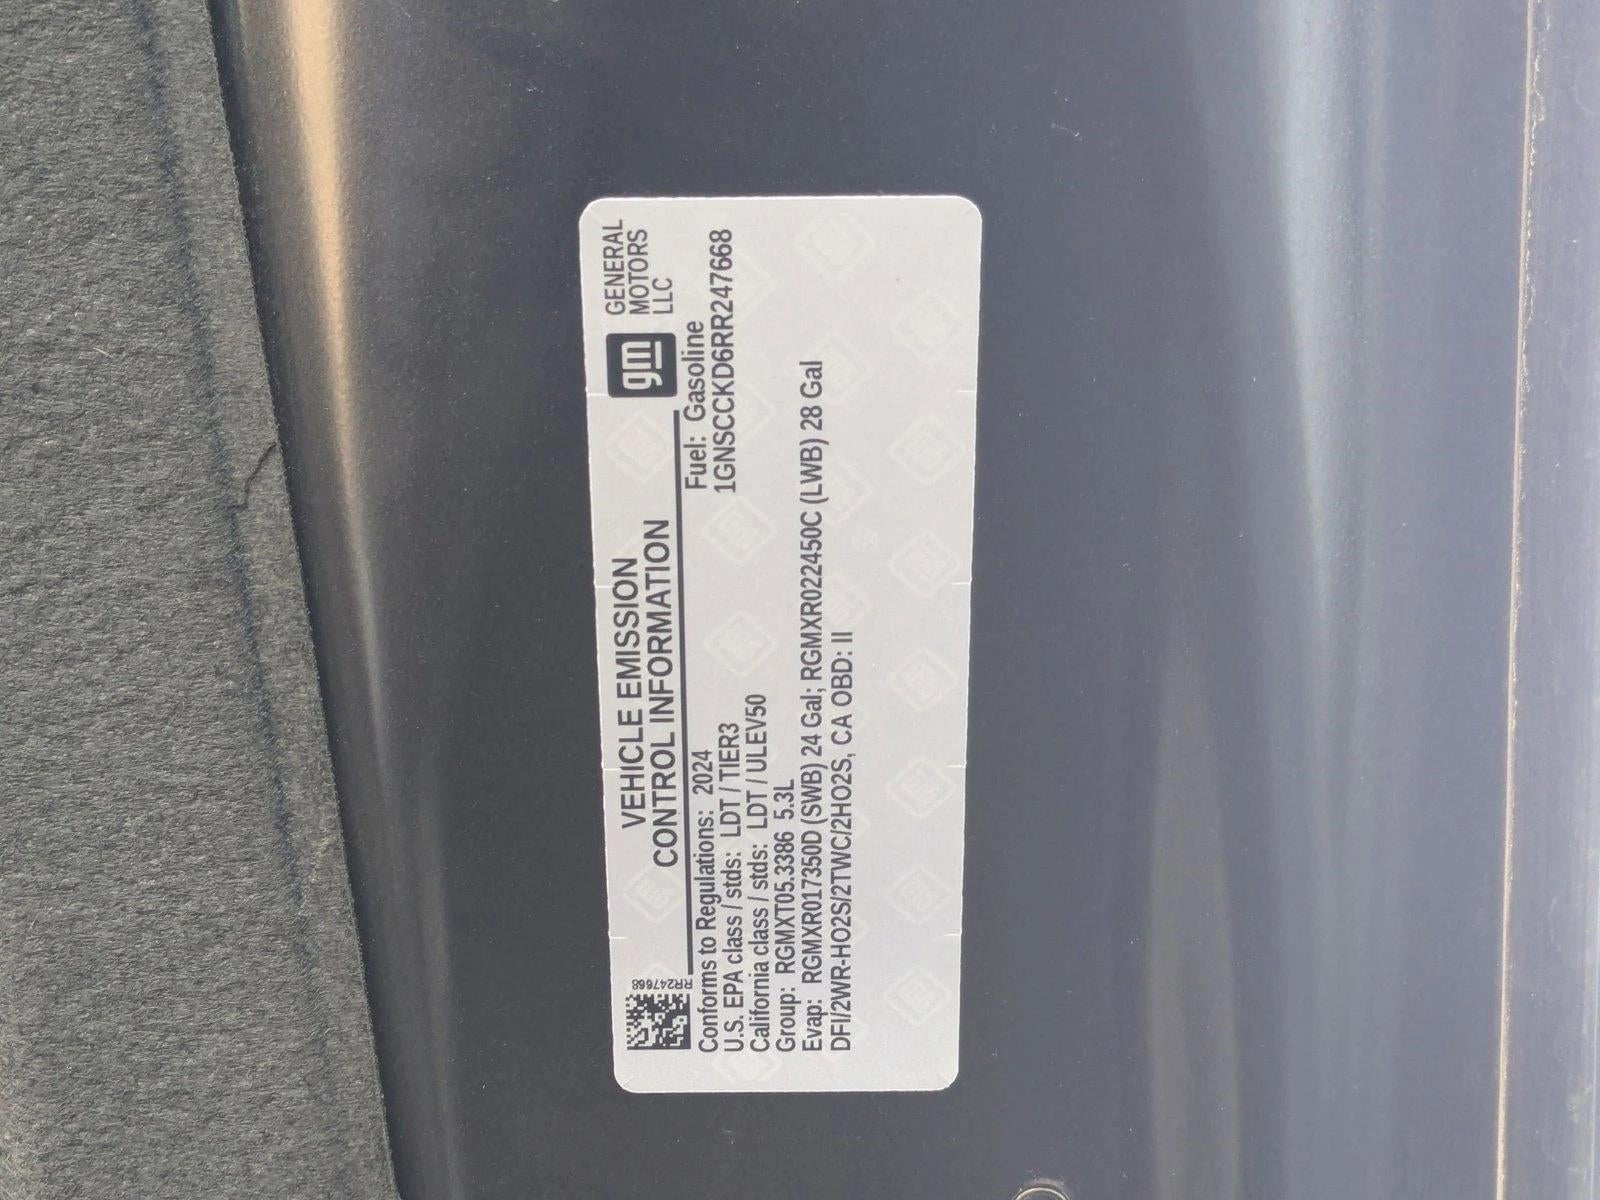 VEHICLE EMISSION
CONTROL INFORMATION
gm
GENERAL
MOTORS
LLC
RR247668
Fuel: Gasoline
1GNSCCKD6RR247668
Conforms to Regulations: 2024
U.S. EPA class / stds: LDT / TIER3
California class / stds: LDT / ULEV50
Group: RGMXT05.3386 5.3L
Evap: RGMXR017350D (SWB) 24 Gal; RGMXR022450C (LWB) 28 Gal
DFI/2WR-HO2S/2TWC/2HO2S, CA OBD: II